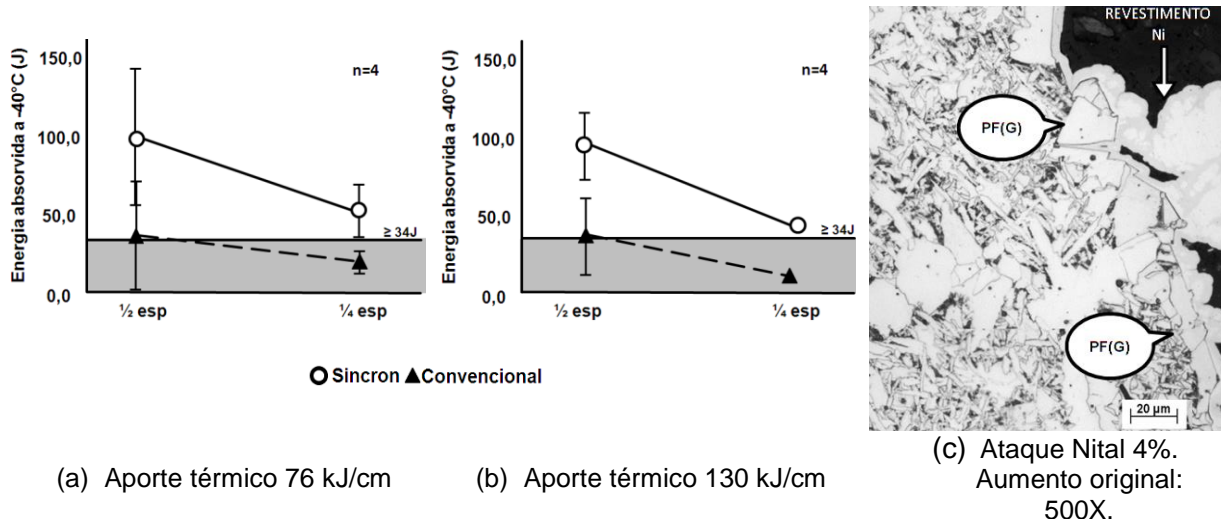 Energia absorvida a -40°C (J)
150,0
100,0
50,0
0,0
n=4
≥ 34J
½ esp
¼ esp
Energia absorvida a -40°C (J)
150,0
100,0
50,0
0,0
n=4
≥ 34J
½ esp
¼ esp
Sincron Convencional
REVESTIMENTO
Ni
PF(G)
PF(G)
20 µm
(a) Aporte térmico 76 kJ/cm
(b) Aporte térmico 130 kJ/cm
(c) Ataque Nital 4%.
Aumento original:
500X.